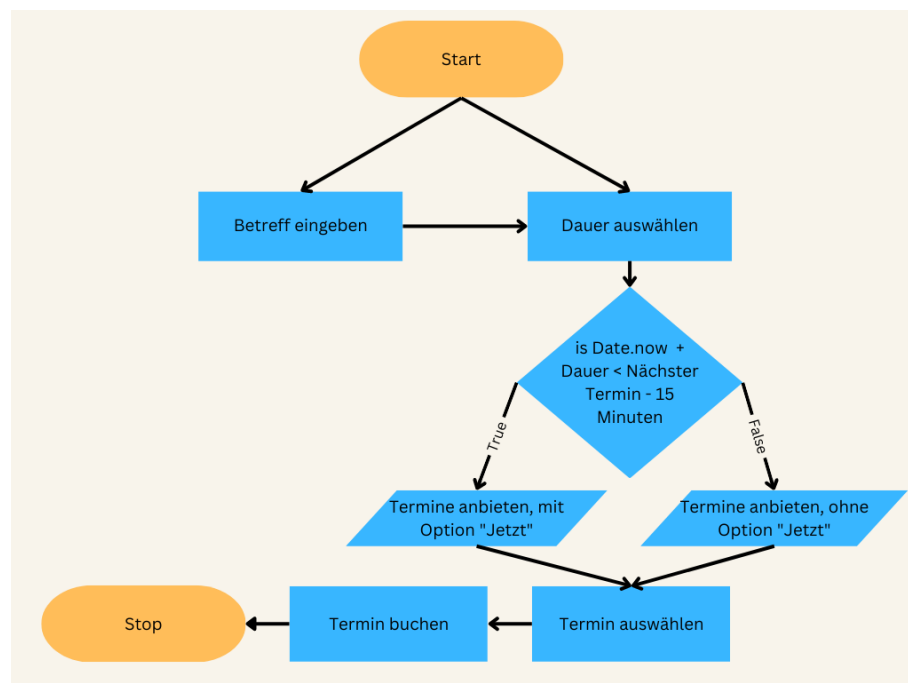 Start
Betreff eingeben
Dauer auswählen
is Date.now +
Dauer < Nächster
Termin - 15
Minuten
True
False
Termine anbieten, mit
Option "Jetzt"
Termine anbieten, ohne
Option "Jetzt"
Stop
Termin buchen
Termin auswählen